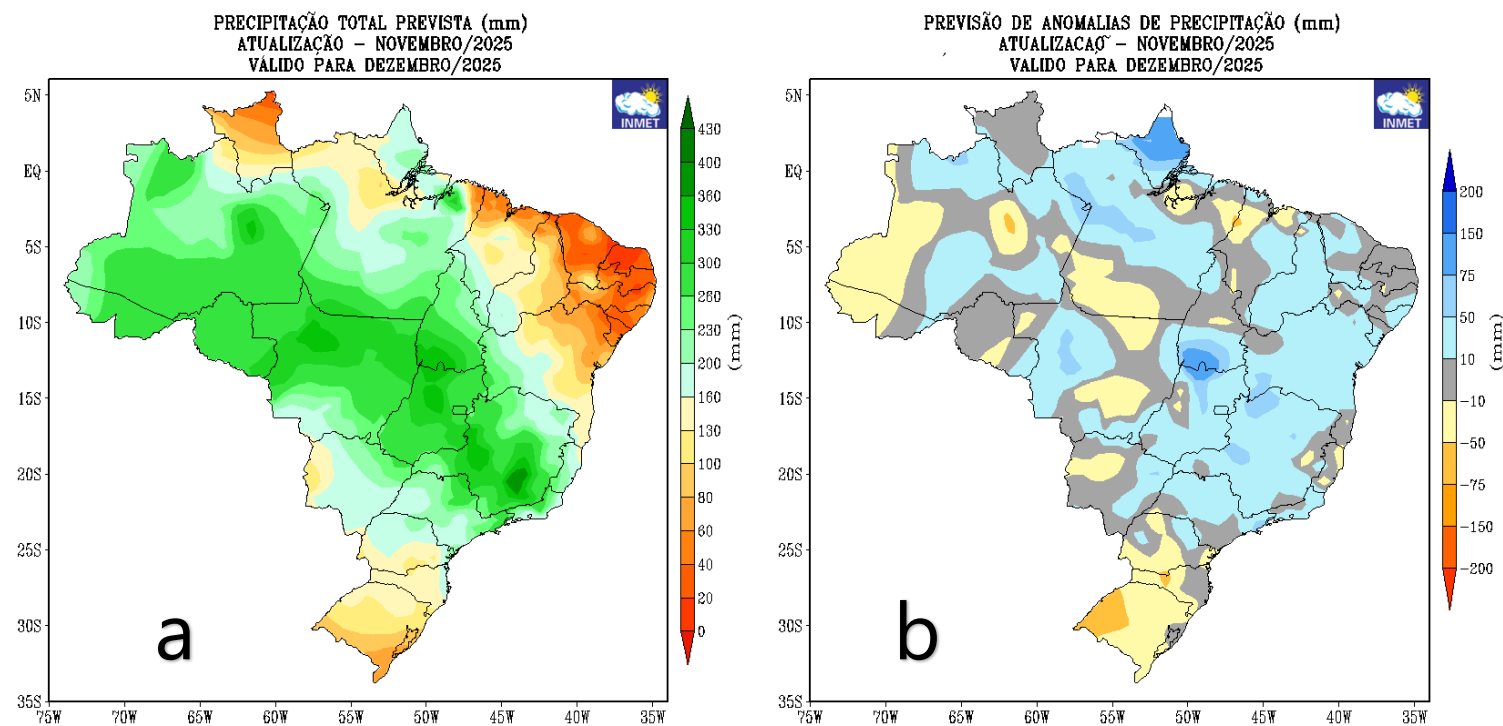 PRECIPITAÇÃO TOTAL PREVISTA (mm)
ATUALIZAÇÃO - NOVEMBRO/2025
VÁLIDO PARA DEZEMBRO/2025
INMET
5N
EQ
5S
10S
15S
20S
25S
30S
35S
75W
70W
65W
60W
55W
50W
45W
40W
35W
430
400
360
330
300
260
230
200
160
130
100
80
60
40
20
0
(mm)
a
PREVISÃO DE ANOMALIAS DE PRECIPITAÇÃO (mm)
ATUALIZACAÕ - NOVEMBRO/2025
VALIDO PARA DEZEMBRO/2025
INMET
5N
EQ
5S
10S
15S
20S
25S
30S
35S
75W
70W
65W
60W
55W
50W
45W
40W
35W
200
150
75
50
10
-10
-50
-75
-150
-200
(mm)
b